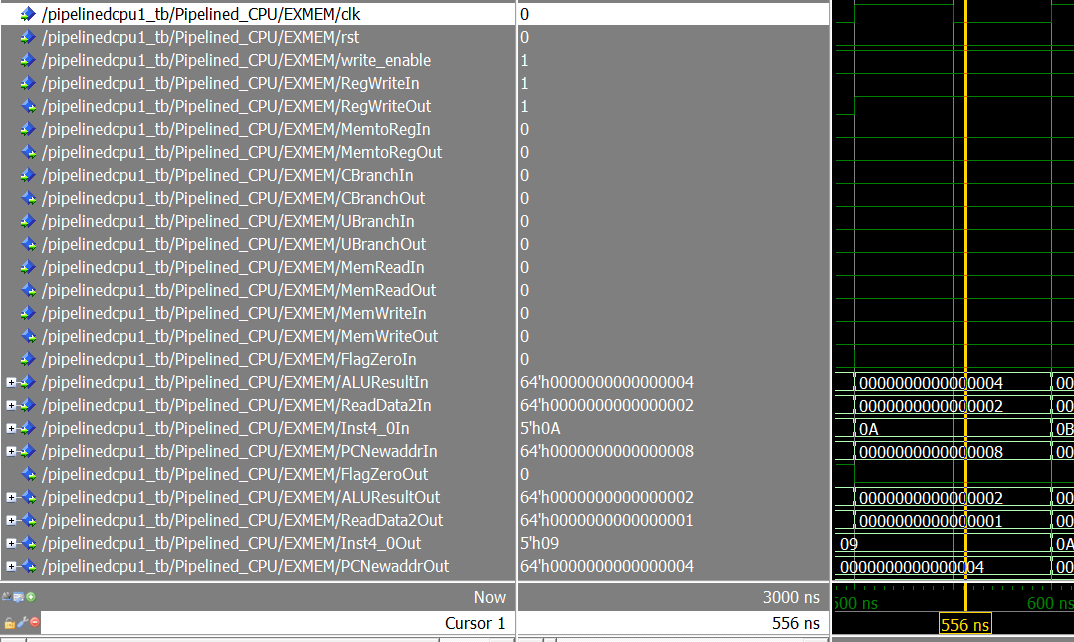 /pipelinedcpu1_tb/Pipelined_CPU/EXMEM/clk 0
/pipelinedcpu1_tb/Pipelined_CPU/EXMEM/rst 0
/pipelinedcpu1_tb/Pipelined_CPU/EXMEM/write_enable 1
/pipelinedcpu1_tb/Pipelined_CPU/EXMEM/RegWriteIn 1
/pipelinedcpu1_tb/Pipelined_CPU/EXMEM/RegWriteOut 1
/pipelinedcpu1_tb/Pipelined_CPU/EXMEM/MemtoRegIn 0
/pipelinedcpu1_tb/Pipelined_CPU/EXMEM/MemtoRegOut 0
/pipelinedcpu1_tb/Pipelined_CPU/EXMEM/CBranchIn 0
/pipelinedcpu1_tb/Pipelined_CPU/EXMEM/CBranchOut 0
/pipelinedcpu1_tb/Pipelined_CPU/EXMEM/UBranchIn 0
/pipelinedcpu1_tb/Pipelined_CPU/EXMEM/UBranchOut 0
/pipelinedcpu1_tb/Pipelined_CPU/EXMEM/MemReadIn 0
/pipelinedcpu1_tb/Pipelined_CPU/EXMEM/MemReadOut 0
/pipelinedcpu1_tb/Pipelined_CPU/EXMEM/MemWriteIn 0
/pipelinedcpu1_tb/Pipelined_CPU/EXMEM/MemWriteOut 0
/pipelinedcpu1_tb/Pipelined_CPU/EXMEM/FlagZeroIn 0
/pipelinedcpu1_tb/Pipelined_CPU/EXMEM/ALUResultIn 64'h0000000000000004 0000000000000004 00
/pipelinedcpu1_tb/Pipelined_CPU/EXMEM/ReadData2In 64'h0000000000000002 0000000000000002 00
/pipelinedcpu1_tb/Pipelined_CPU/EXMEM/Inst4_0In 5'h0A 0A 0B
/pipelinedcpu1_tb/Pipelined_CPU/EXMEM/PCNewaddrIn 64'h0000000000000008 0000000000000008 00
/pipelinedcpu1_tb/Pipelined_CPU/EXMEM/FlagZeroOut 0
/pipelinedcpu1_tb/Pipelined_CPU/EXMEM/ALUResultOut 64'h0000000000000002 0000000000000002 00
/pipelinedcpu1_tb/Pipelined_CPU/EXMEM/ReadData2Out 64'h0000000000000001 0000000000000001 00
/pipelinedcpu1_tb/Pipelined_CPU/EXMEM/Inst4_0Out 5'h09 09 0A
/pipelinedcpu1_tb/Pipelined_CPU/EXMEM/PCNewaddrOut 64'h0000000000000004 0000000000000004 00
Now 3000 ns 500 ns 600 ns
Cursor 1 556 ns 556 ns